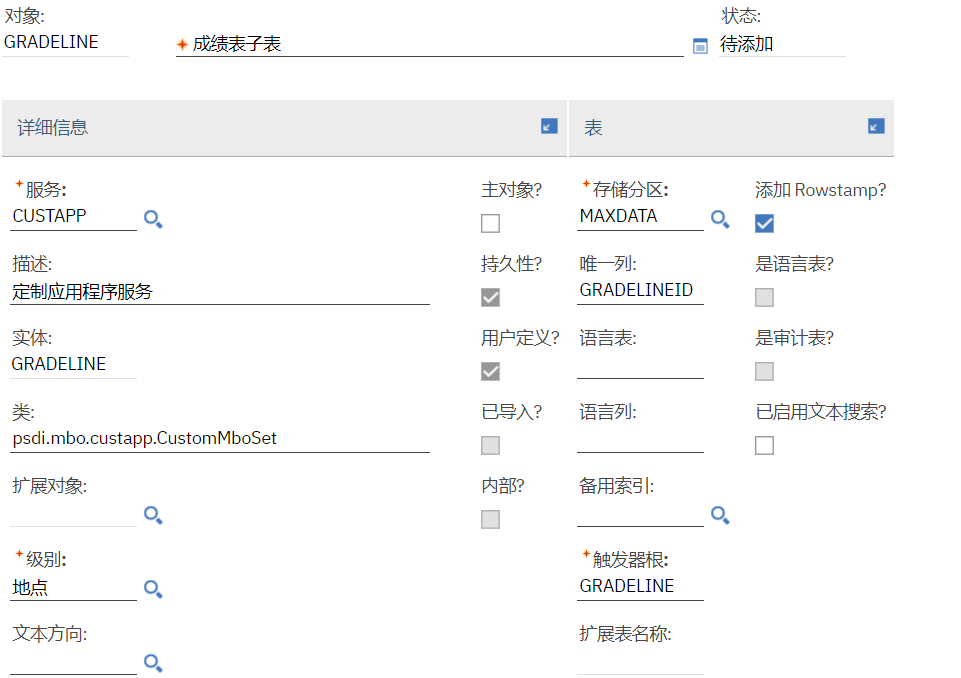 对象: 状态:
GRADELINE 成绩表子表 待添加
详细信息 表
*服务: 主对象? *存储分区: 添加 Rowstamp?
CUSTAPP MAXDATA
描述: 持久性? 唯一列: 是语言表?
定制应用程序服务 GRADELINEID
实体: 用户定义? 语言表: 是审计表?
GRADELINE
类: 已导入? 语言列: 已启用文本搜索?
psdi.mbo.custapp.CustomMboSet
扩展对象: 内部? 备用索引:
*级别: *触发器根:
地点 GRADELINE
文本方向: 扩展表名称: